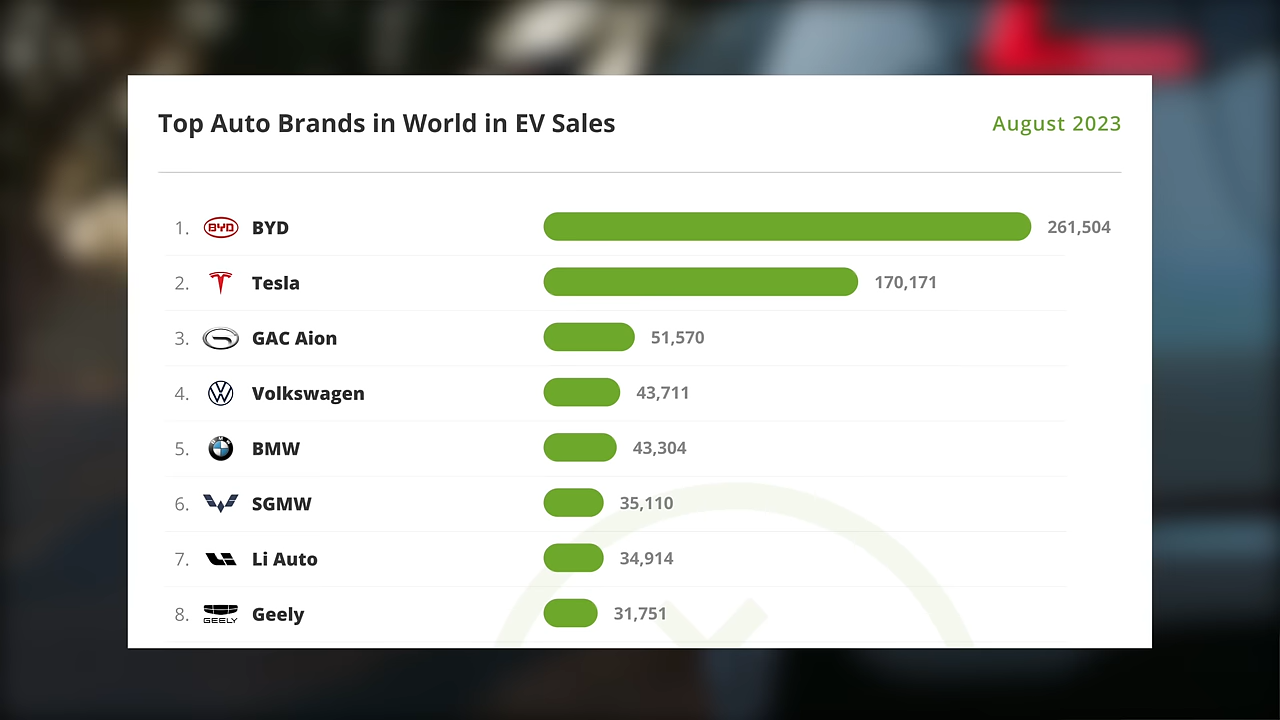 Top Auto Brands in World in EV Sales August 2023
1. BYD BYD 261,504
2. Tesla 170,171
3. GAC Aion 51,570
4. Volkswagen 43,711
5. BMW 43,304
6. SGMW 35,110
7. Li Auto 34,914
8. GEELY Geely 31,751